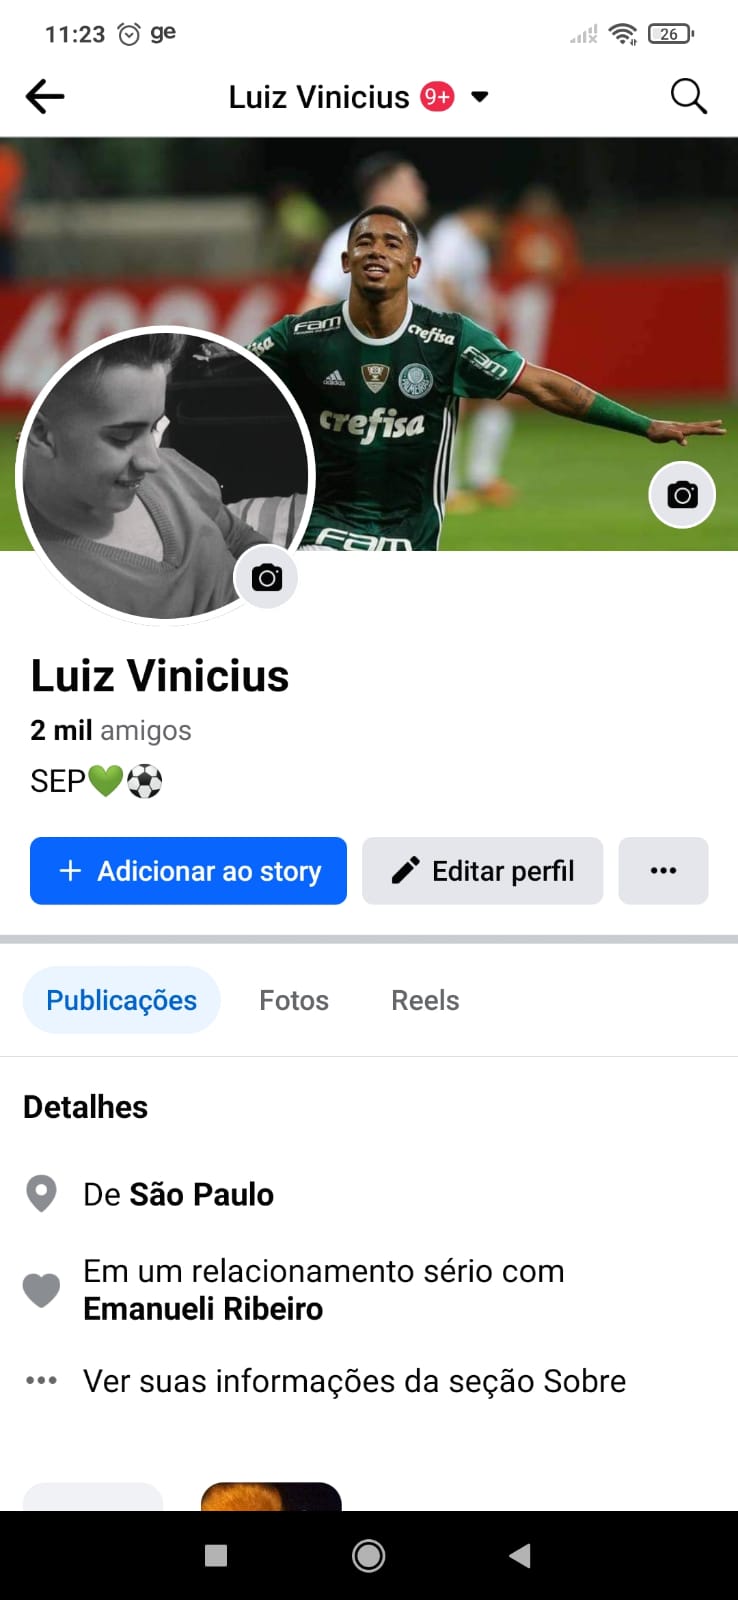 11:23 ge 26
Luiz Vinicius 9+
FAM crefisa
isa FAM
adidas
PALMEIRAS
crefisa
FAM
Luiz Vinicius
2 mil amigos
SEP💚⚽
+ Adicionar ao story Editar perfil ...
Publicações Fotos Reels
Detalhes
De São Paulo
Em um relacionamento sério com
Emanueli Ribeiro
... Ver suas informações da seção Sobre